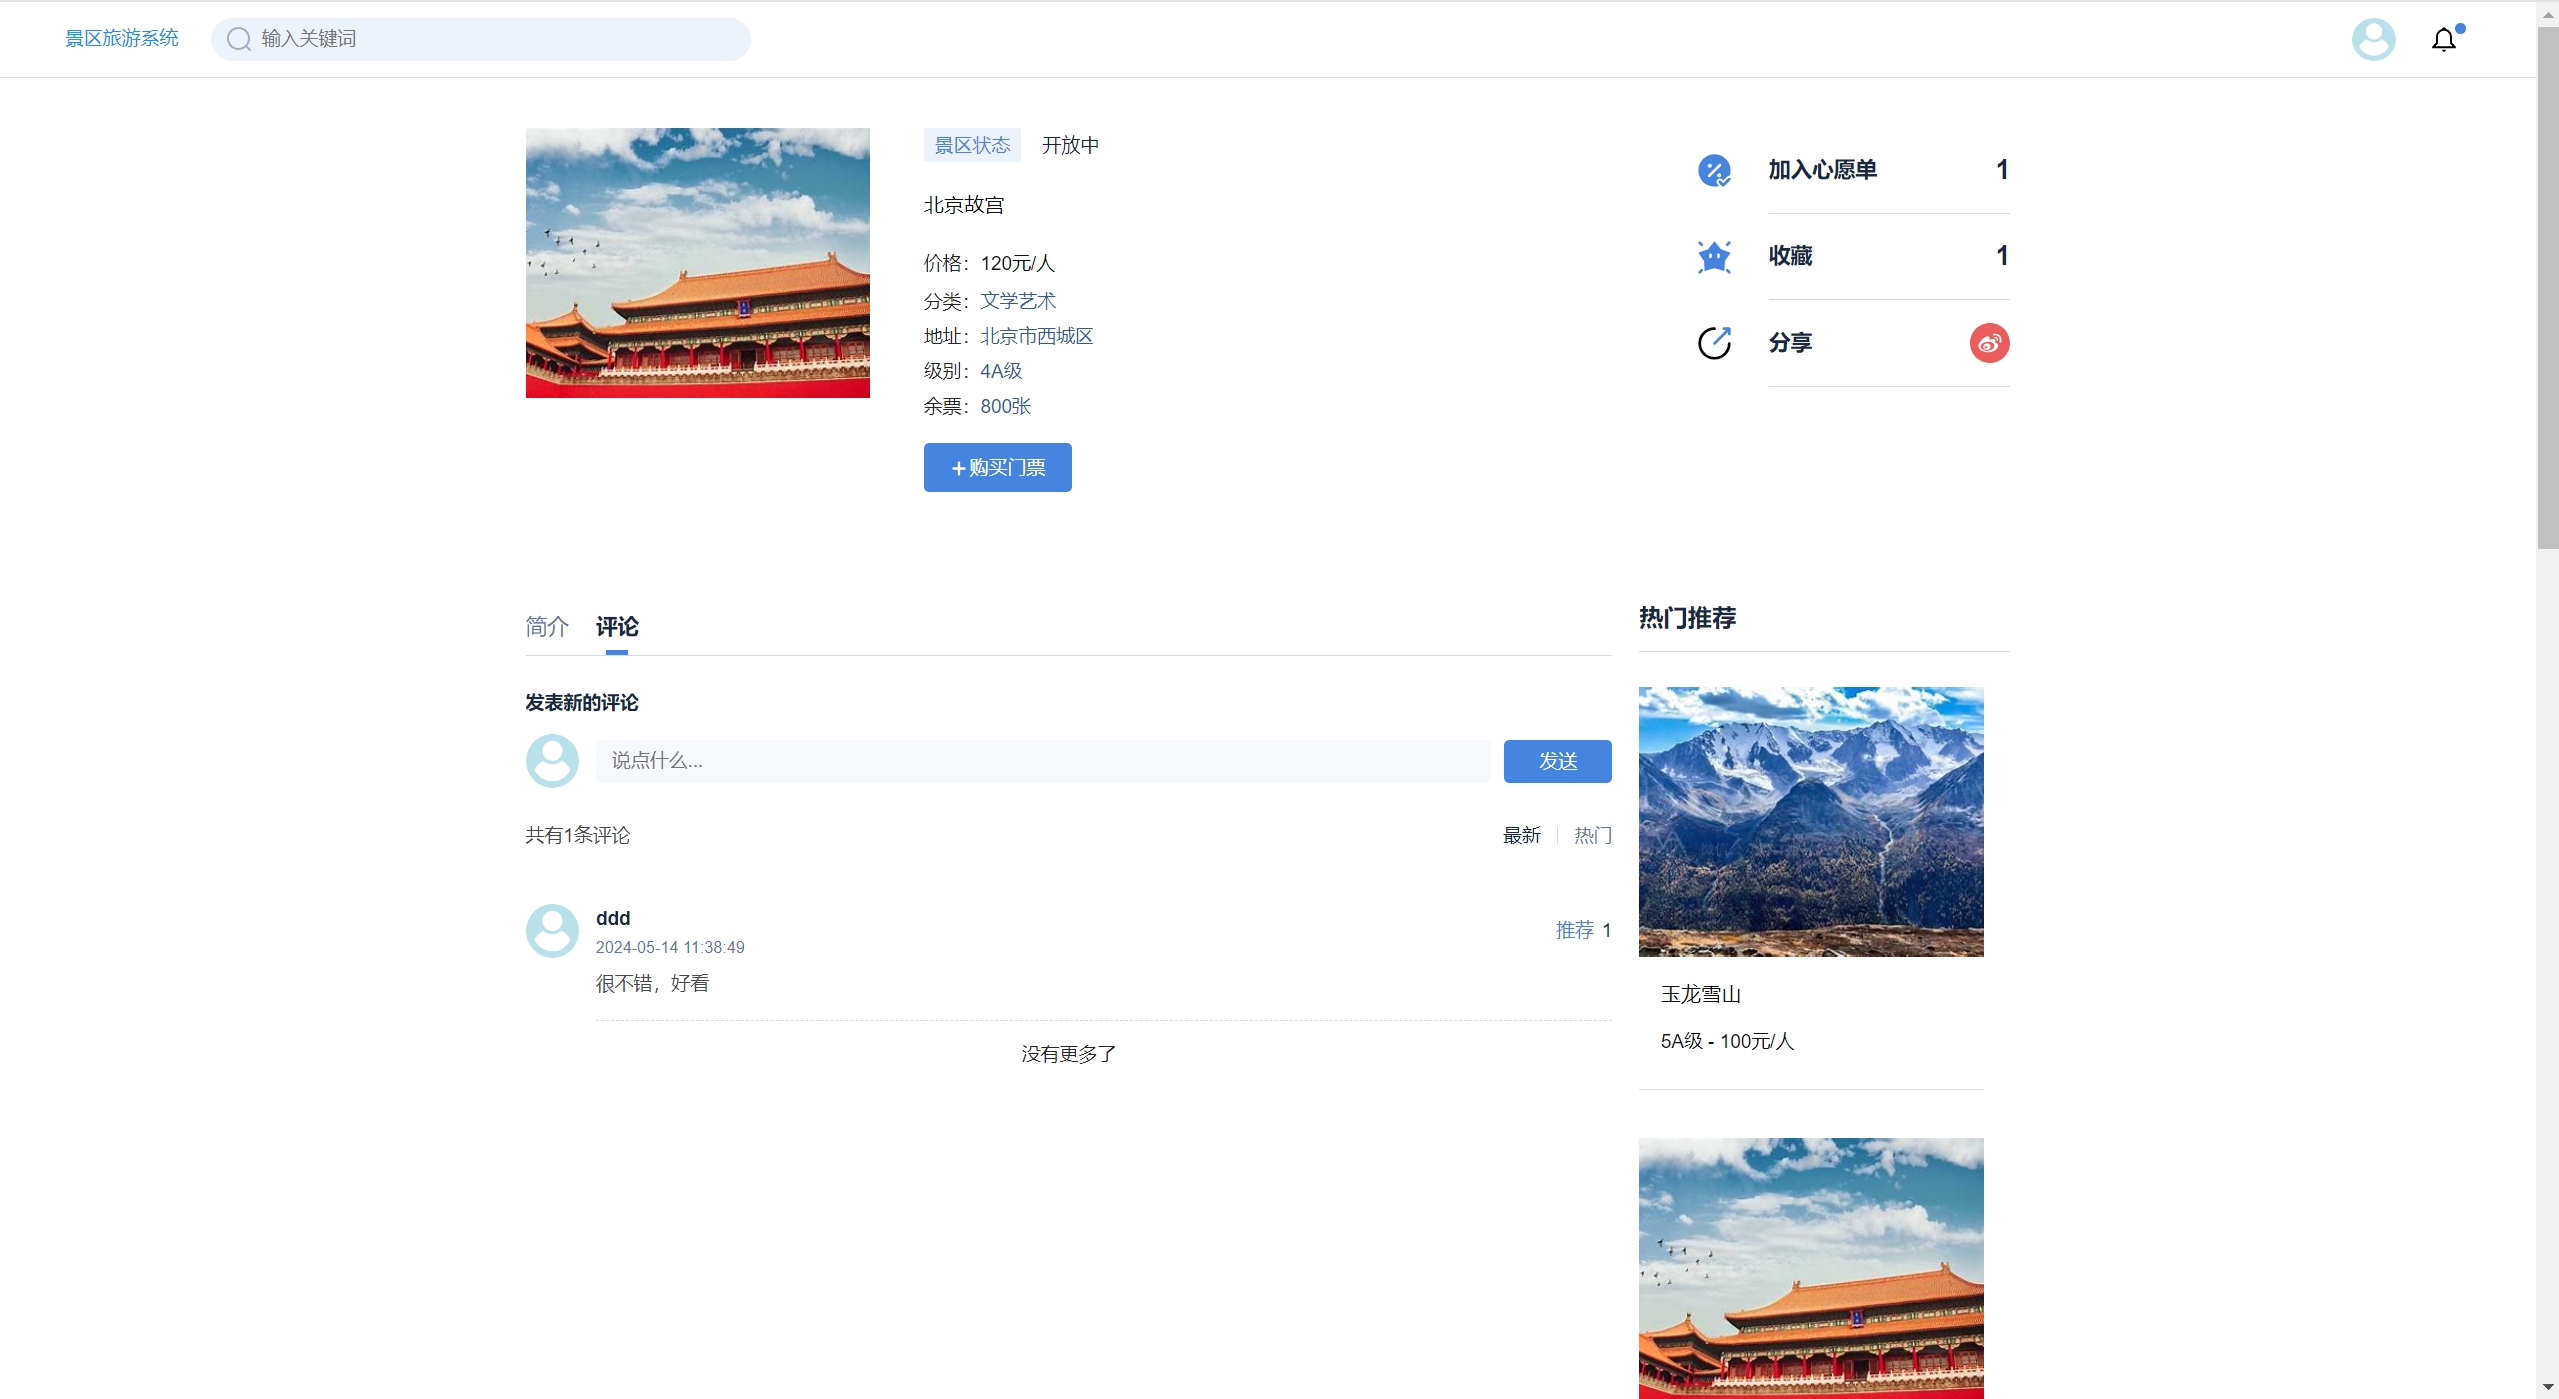 景区旅游系统
输入关键词
景区状态 开放中
北京故宫
价格：120元/人
分类：文学艺术
地址：北京市西城区
级别：4A级
余票：800张
+购买门票
加入心愿单 1
收藏 1
分享
简介 评论
发表新的评论
说点什么...
发送
共有1条评论
最新 热门
ddd
2024-05-14 11:38:49
很不错，好看
推荐 1
没有更多了
热门推荐
玉龙雪山
5A级 - 100元/人